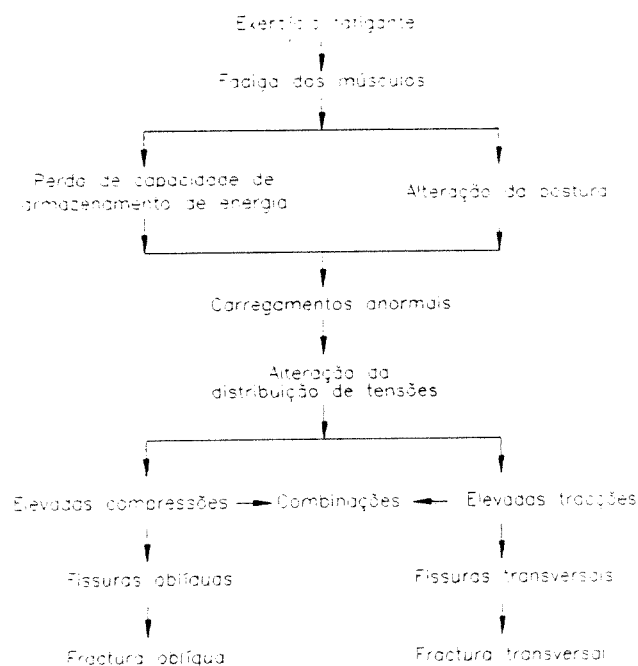 Exercício fatigante
Fadiga dos músculos
Perda de capacidade de
armazenamento de energia
Alteração da postura
Carregamentos anormais
Alteração da
distribuição de tensões
Elevadas compressões
Combinações
Elevadas tracções
Fissuras oblíquas
Fissuras transversais
Fractura oblíqua
Fractura transversal